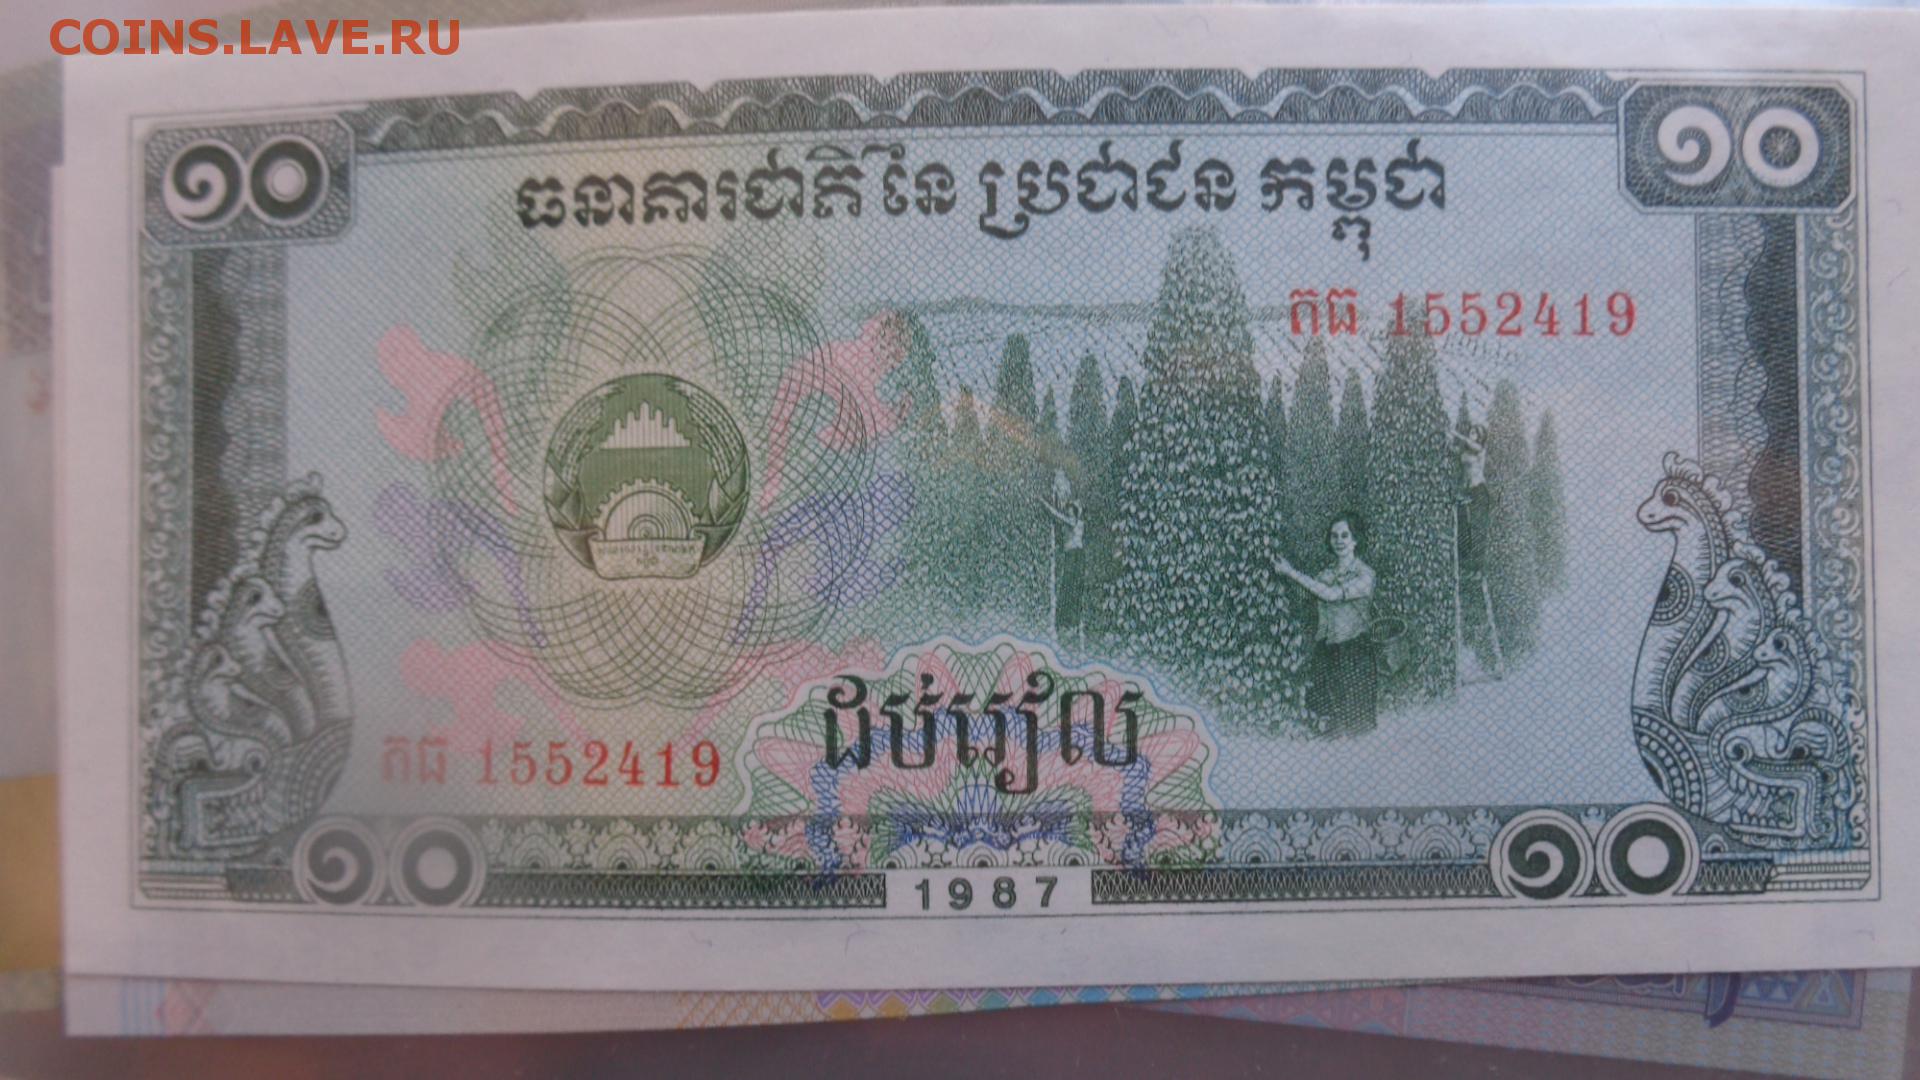 COINS.LAVE.RU
១០ ១០
ធនាគារជាតិនៃ ប្រជាជន កម្ពុជា
កធ 1552419
ដប់រៀល
កធ 1552419
១០ ១០
1987